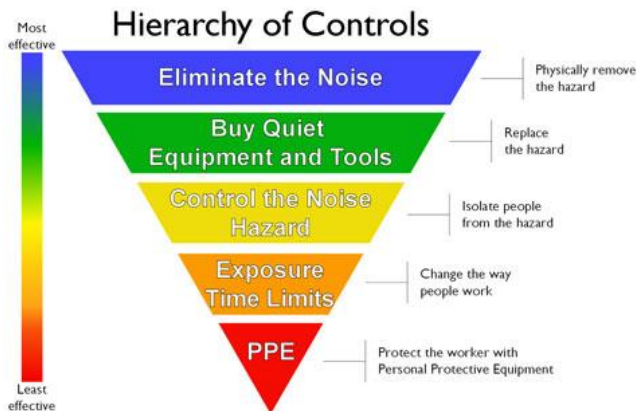 Hierarchy of Controls
Most
effective
Eliminate the Noise
Physically remove
the hazard
Buy Quiet
Equipment and Tools
Replace
the hazard
Control the Noise
Hazard
Isolate people
from the hazard
Exposure
Time Limits
Change the way
people work
PPE
Protect the worker with
Personal Protective Equipment
Least
effective